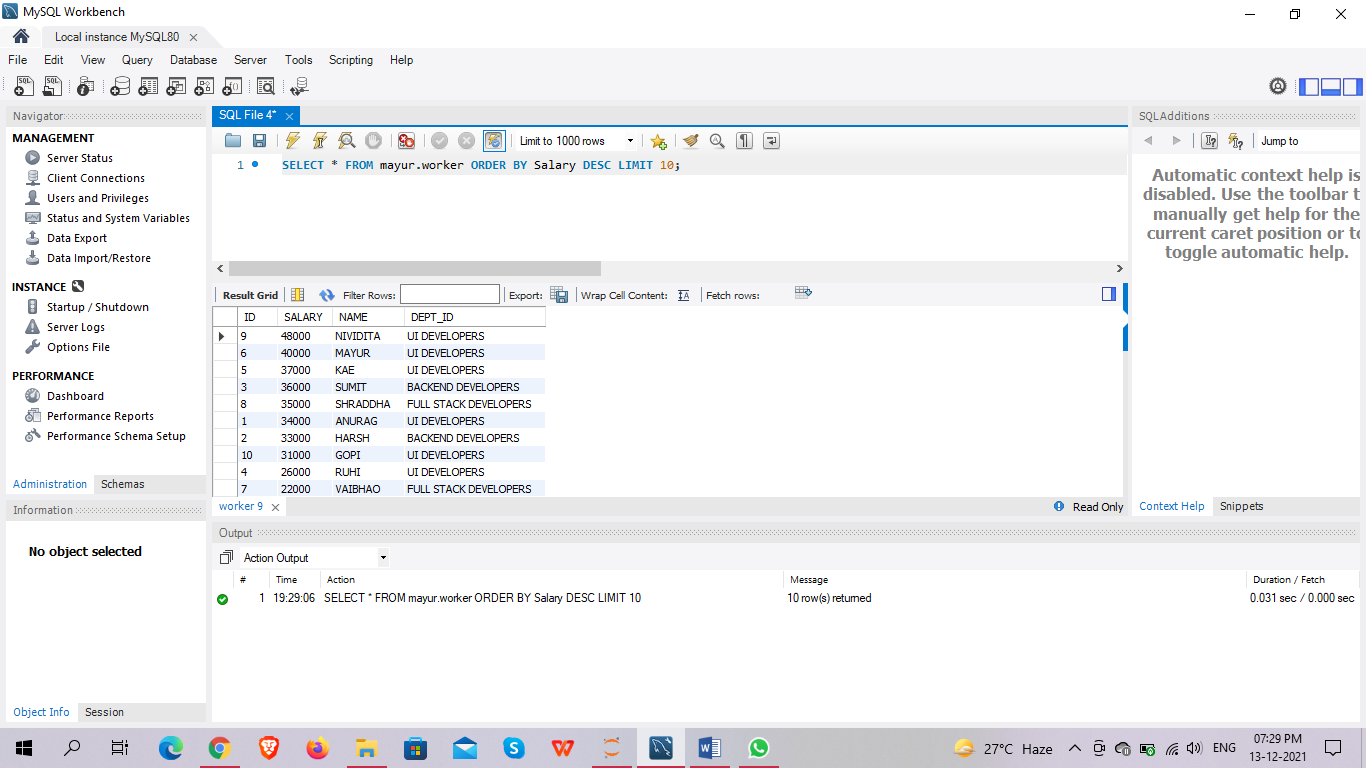 MySQL Workbench
Local instance MySQL80
File Edit View Query Database Server Tools Scripting Help
Navigator
MANAGEMENT
Server Status
Client Connections
Users and Privileges
Status and System Variables
Data Export
Data Import/Restore
INSTANCE
Startup / Shutdown
Server Logs
Options File
PERFORMANCE
Dashboard
Performance Reports
Performance Schema Setup
Administration Schemas
Information
No object selected
Object Info Session
SQL File 4*
Limit to 1000 rows
1 SELECT * FROM mayur.worker ORDER BY Salary DESC LIMIT 10;
Result Grid Filter Rows: Export: Wrap Cell Content: Fetch rows:
ID SALARY NAME DEPT_ID
9 48000 NIVIDITA UI DEVELOPERS
6 40000 MAYUR UI DEVELOPERS
5 37000 KAE UI DEVELOPERS
3 36000 SUMIT BACKEND DEVELOPERS
8 35000 SHRADDHA FULL STACK DEVELOPERS
1 34000 ANURAG UI DEVELOPERS
2 33000 HARSH BACKEND DEVELOPERS
10 31000 GOPI UI DEVELOPERS
4 26000 RUHI UI DEVELOPERS
7 22000 VAIBHAO FULL STACK DEVELOPERS
worker 9 Read Only
Output
Action Output
# Time Action Message Duration / Fetch
1 19:29:06 SELECT * FROM mayur.worker ORDER BY Salary DESC LIMIT 10 10 row(s) returned 0.031 sec / 0.000 sec
SQLAdditions
Jump to
Automatic context help is
disabled. Use the toolbar t
manually get help for the
current caret position or to
toggle automatic help.
Context Help Snippets
27°C Haze ENG 07:29 PM
13-12-2021